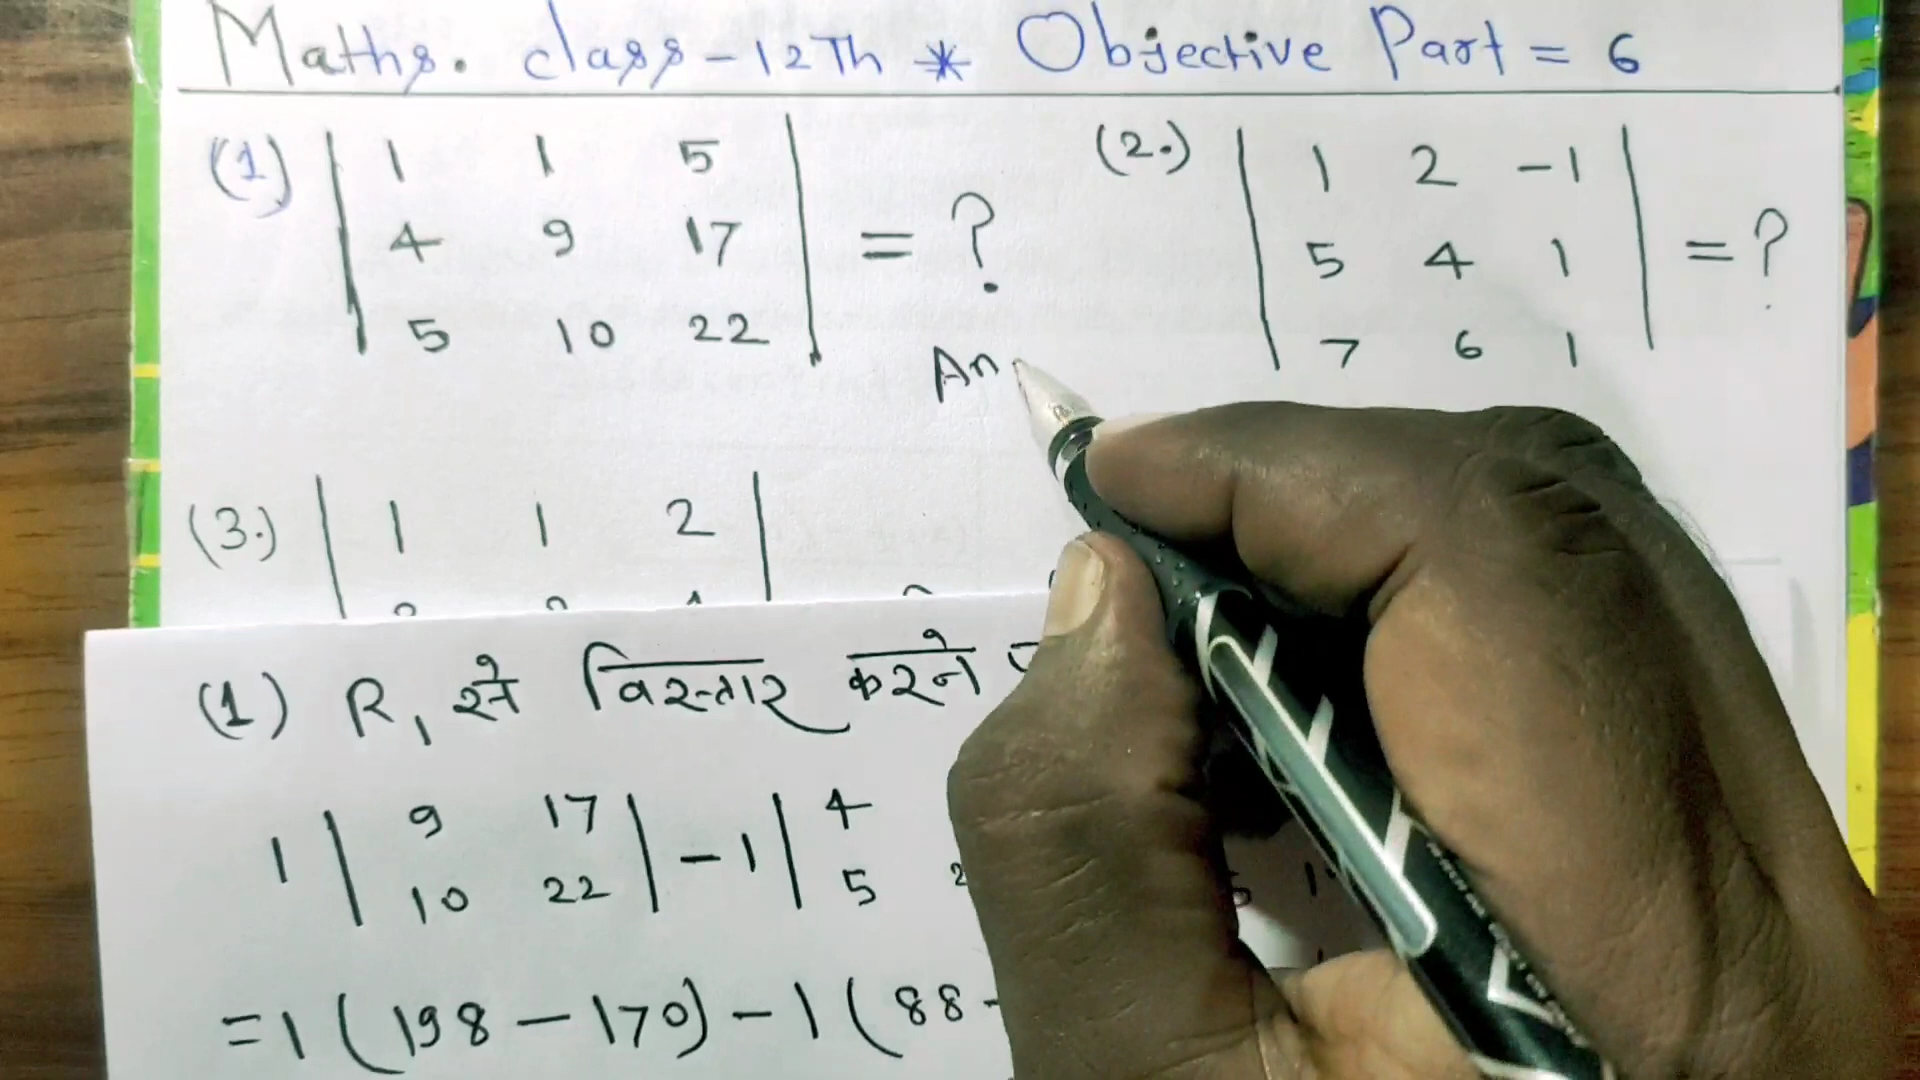 Maths. class-12Th * Objective Part = 6
(1) | 1 1 5 |
| 4 9 17 | = ?
| 5 10 22 |
An
(2.) | 1 2 -1 |
| 5 4 1 | = ?
| 7 6 1 |
(3.) | 1 1 2 |
(1) R₁ से विस्तार करने
1 | 9 17 | - 1 | 4
| 10 22 | | 5
= 1 ( 198 - 170) - 1 ( 88 -